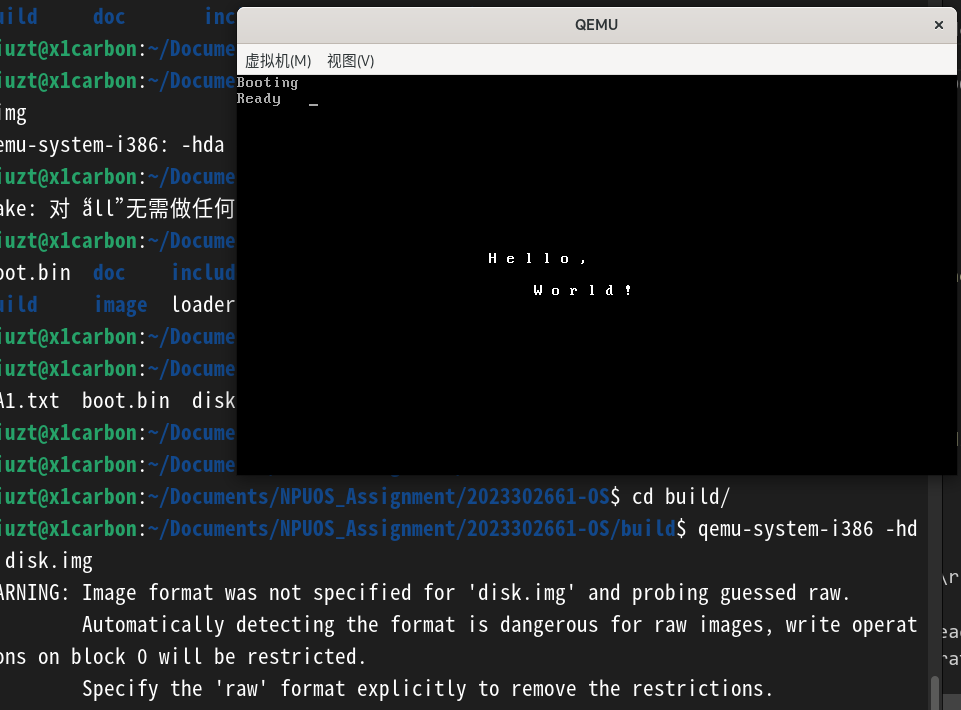 uild doc inc
iuzt@x1carbon:~/Docume
iuzt@x1carbon:~/Docume
img
emu-system-i386: -hda
iuzt@x1carbon:~/Docume
ake: 对“all”无需做任何
iuzt@x1carbon:~/Docume
oot.bin doc includ
uild image loader
iuzt@x1carbon:~/Docume
iuzt@x1carbon:~/Docume
A1.txt boot.bin disk
iuzt@x1carbon:~/Docume
iuzt@x1carbon:~/Docume
iuzt@x1carbon:~/Documents/NPUOS_Assignment/2023302661-OS$ cd build/
iuzt@x1carbon:~/Documents/NPUOS_Assignment/2023302661-OS/build$ qemu-system-i386 -hd
disk.img
ARNING: Image format was not specified for 'disk.img' and probing guessed raw.
Automatically detecting the format is dangerous for raw images, write operat
ons on block 0 will be restricted.
Specify the 'raw' format explicitly to remove the restrictions.
QEMU ×
虚拟机(M) 视图(V)
Booting
Ready _
Hello,
World!